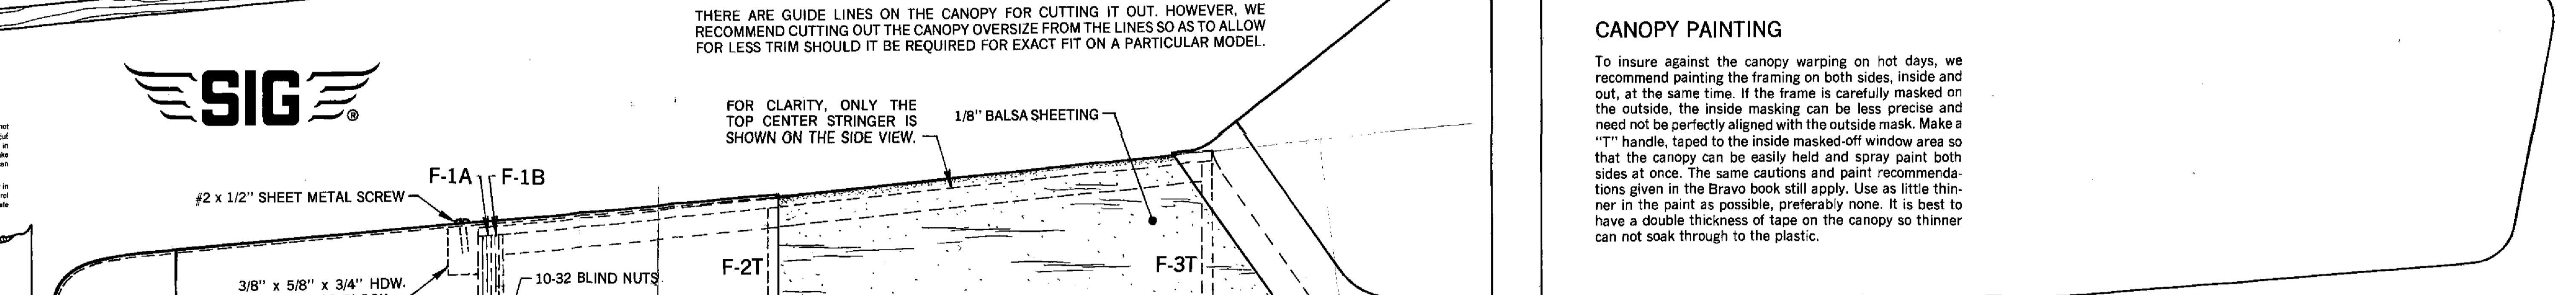 THERE ARE GUIDE LINES ON THE CANOPY FOR CUTTING IT OUT. HOWEVER, WE
RECOMMEND CUTTING OUT THE CANOPY OVERSIZE FROM THE LINES SO AS TO ALLOW
FOR LESS TRIM SHOULD IT BE REQUIRED FOR EXACT FIT ON A PARTICULAR MODEL.
SIG®
FOR CLARITY, ONLY THE
TOP CENTER STRINGER IS
SHOWN ON THE SIDE VIEW.
1/8" BALSA SHEETING
F-1A
F-1B
#2 x 1/2" SHEET METAL SCREW
3/8" x 5/8" x 3/4" HDW.
10-32 BLIND NUTS
F-2T
F-3T
CANOPY PAINTING
To insure against the canopy warping on hot days, we
recommend painting the framing on both sides, inside and
out, at the same time. If the frame is carefully masked on
the outside, the inside masking can be less precise and
need not be perfectly aligned with the outside mask. Make a
"T" handle, taped to the inside masked-off window area so
that the canopy can be easily held and spray paint both
sides at once. The same cautions and paint recommenda-
tions given in the Bravo book still apply. Use as little thin-
ner in the paint as possible, preferably none. It is best to
have a double thickness of tape on the canopy so thinner
can not soak through to the plastic.